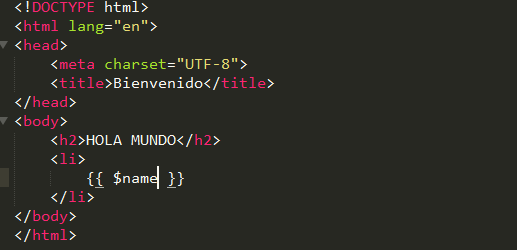 <!DOCTYPE html>
<html lang="en">
<head>
    <meta charset="UTF-8">
    <title>Bienvenido</title>
</head>
<body>
    <h2>HOLA MUNDO</h2>
    <li>
        {{ $name }}
    </li>
</body>
</html>